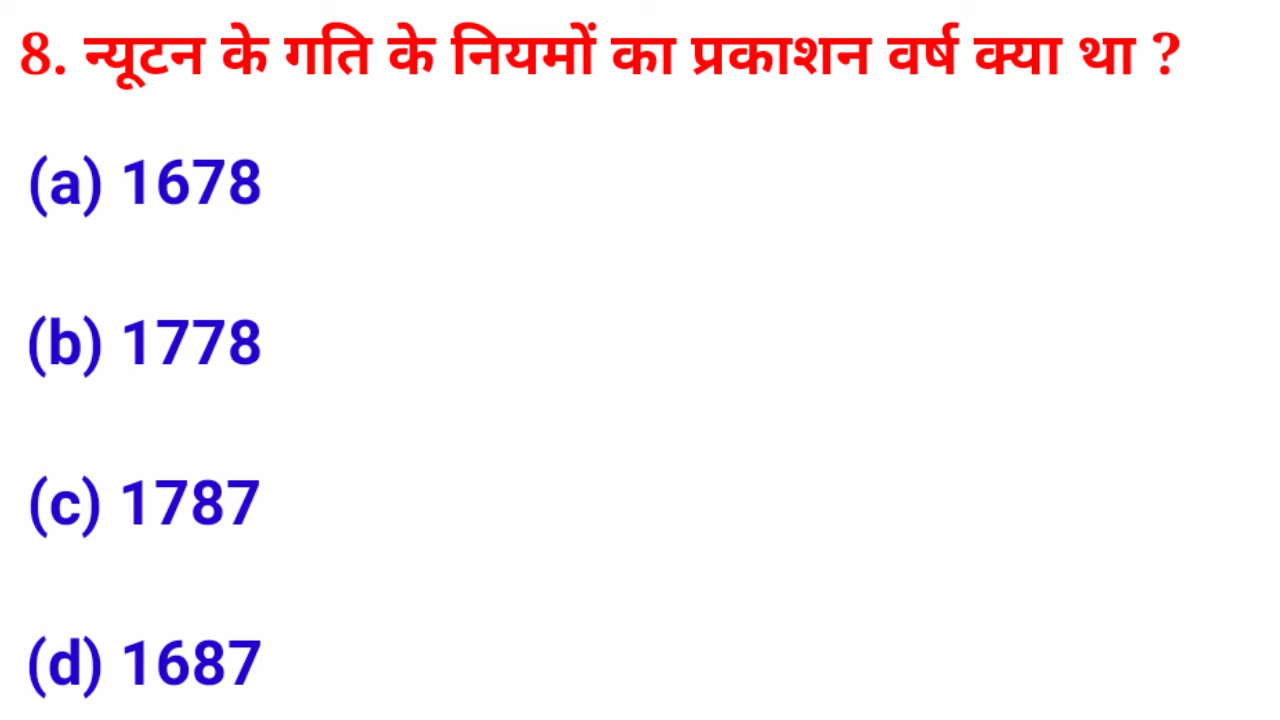 8. न्यूटन के गति के नियमों का प्रकाशन वर्ष क्या था ?
(a) 1678
(b) 1778
(c) 1787
(d) 1687